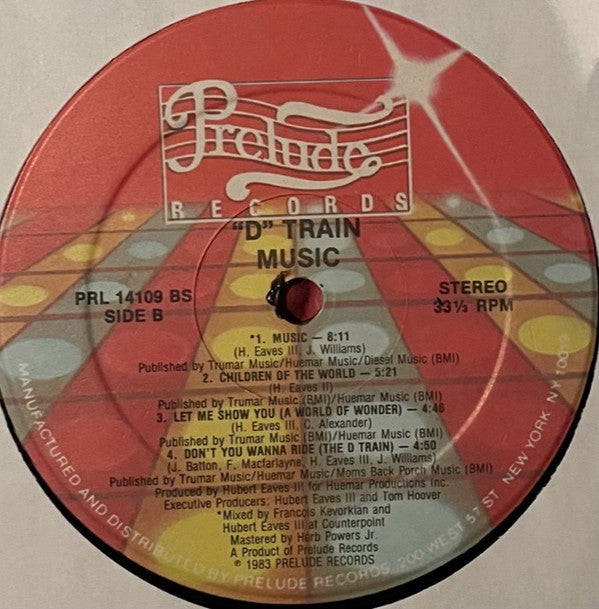 Prelude
RECORDS
"D" TRAIN
MUSIC
PRL 14109 BS
SIDE B
STEREO
33⅓ RPM
*1. MUSIC — 8:11
(H. Eaves III, J. Williams)
Published by Trumar Music/Huemar Music/Diesel Music (BMI)
2. CHILDREN OF THE WORLD — 5:21
(H. Eaves II)
Published by Trumar Music (BMI)/Huemar Music (BMI)
3. LET ME SHOW YOU (A WORLD OF WONDER) — 4:46
(H. Eaves III, C. Alexander)
Published by Trumar Music (BMI)/Huemar Music (BMI)
4. DON'T YOU WANNA RIDE (THE D TRAIN) — 4:50
(J. Batton, F. Macfarlayne, H. Eaves III, J. Williams)
Published by Trumar Music/Huemar Music/Moms Back Porch Music (BMI)
Produced by Hubert Eaves III for Huemar Productions Inc.
Executive Producers: Hubert Eaves III and Tom Hoover
*Mixed by Francois Kevorkian and
Hubert Eaves III at Counterpoint
Mastered by Herb Powers Jr.
A Product of Prelude Records
℗ 1983 PRELUDE RECORDS
MANUFACTURED AND DISTRIBUTED BY PRELUDE RECORDS, 200 WEST 57 ST NEW YORK NY 10019